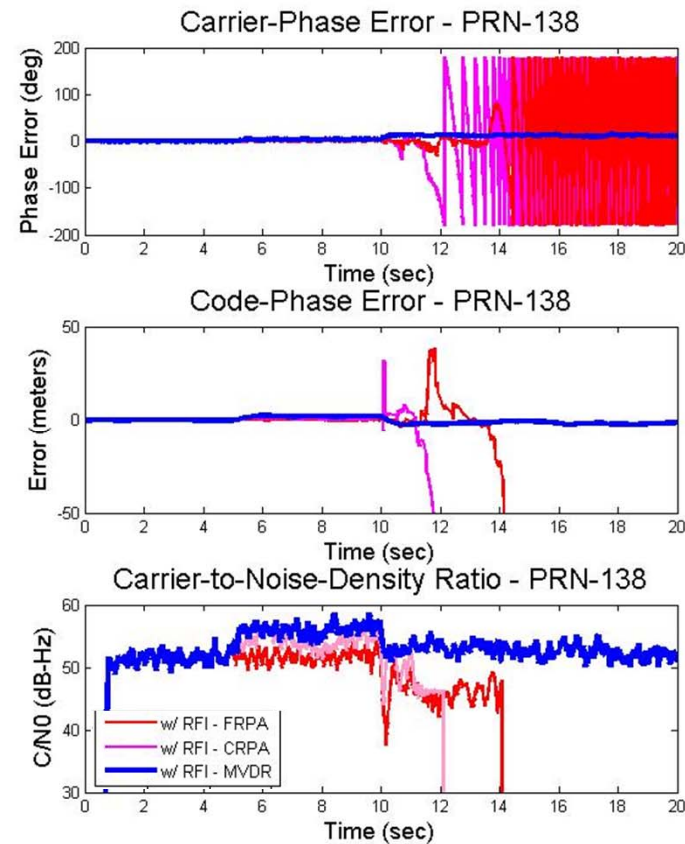 Carrier-Phase Error - PRN-138
Phase Error (deg)
200
100
0
-100
-200
0 2 4 6 8 10 12 14 16 18 20
Time (sec)
Code-Phase Error - PRN-138
Error (meters)
50
0
-50
0 2 4 6 8 10 12 14 16 18 20
Time (sec)
Carrier-to-Noise-Density Ratio - PRN-138
C/N0 (dB-Hz)
60
50
40
30
w/ RFI - FRPA
w/ RFI - CRPA
w/ RFI - MVDR
0 2 4 6 8 10 12 14 16 18 20
Time (sec)